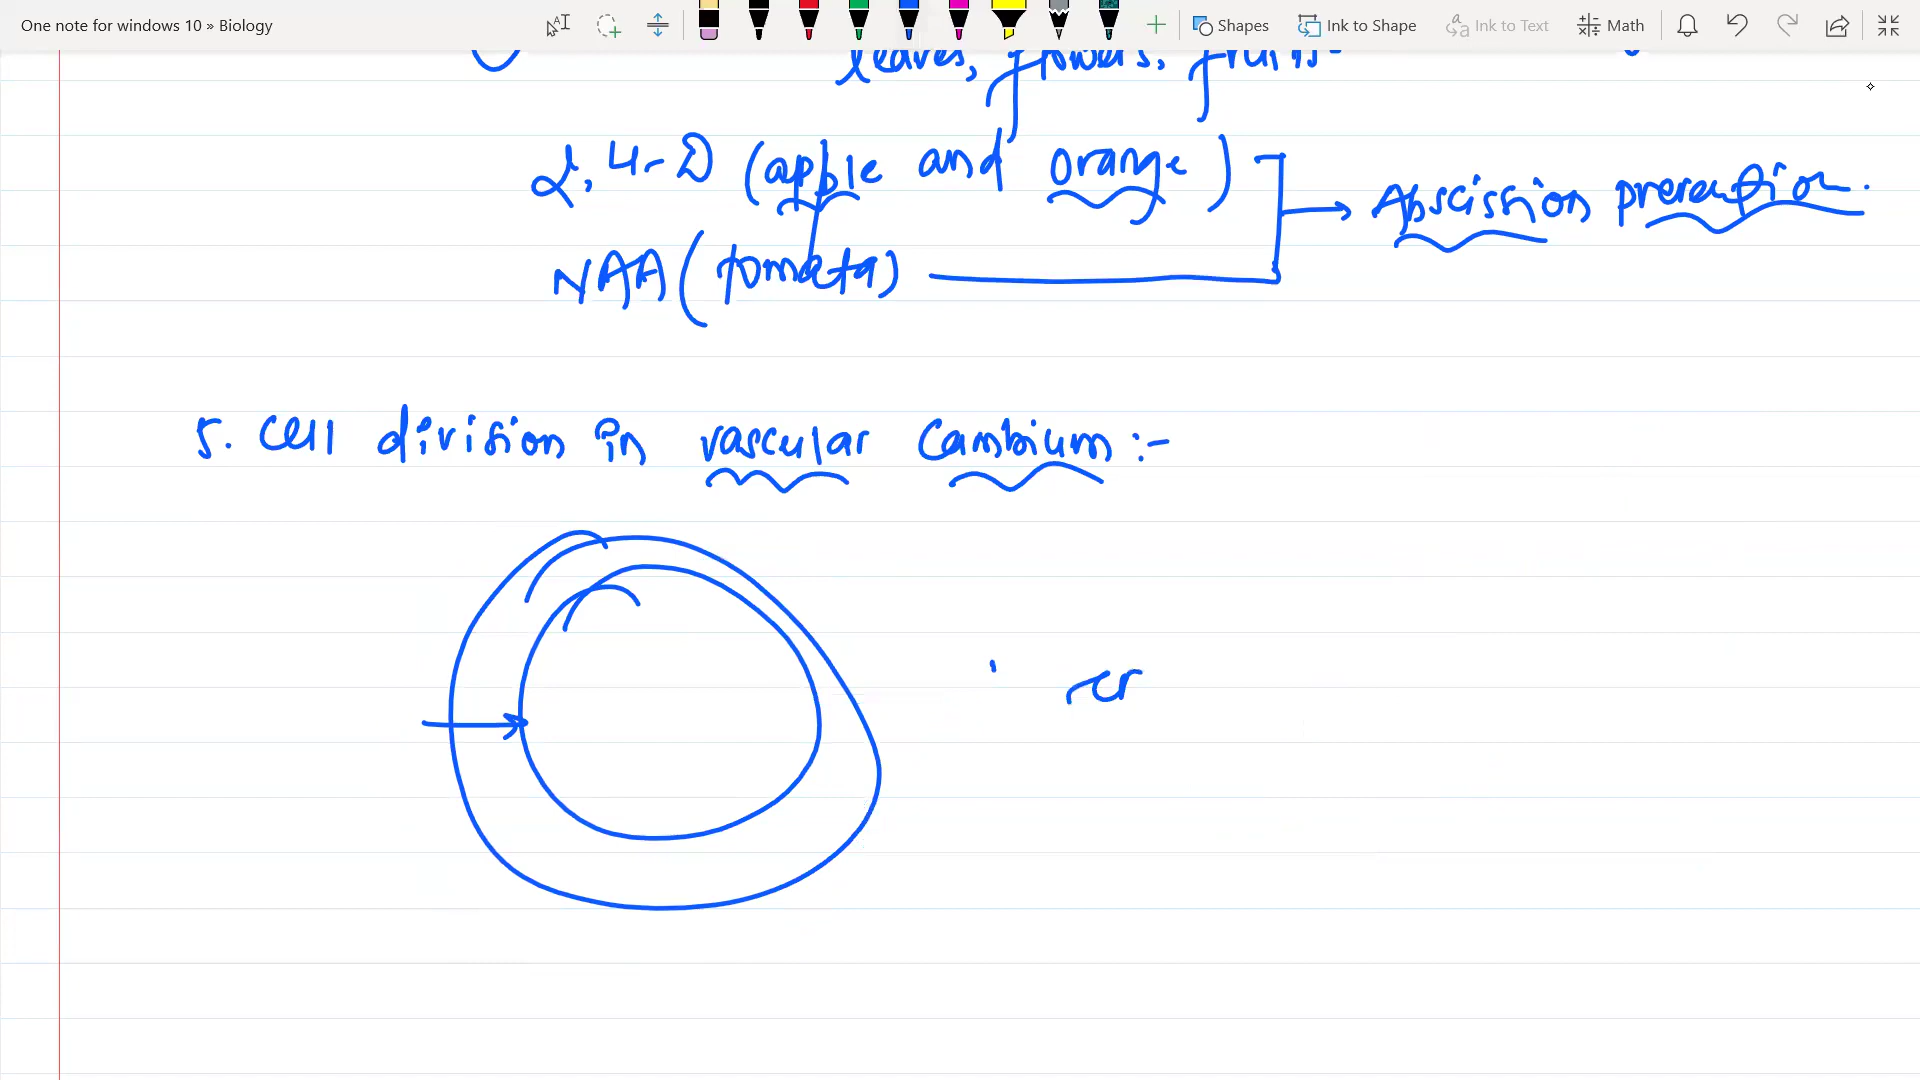 One note for windows 10 » Biology
Shapes Ink to Shape Ink to Text Math
leaves, flowers, fruits
2,4-D (apple and orange) → Abscission prevention.
NAA (tomato)
5. Cell division in vascular Cambium :-